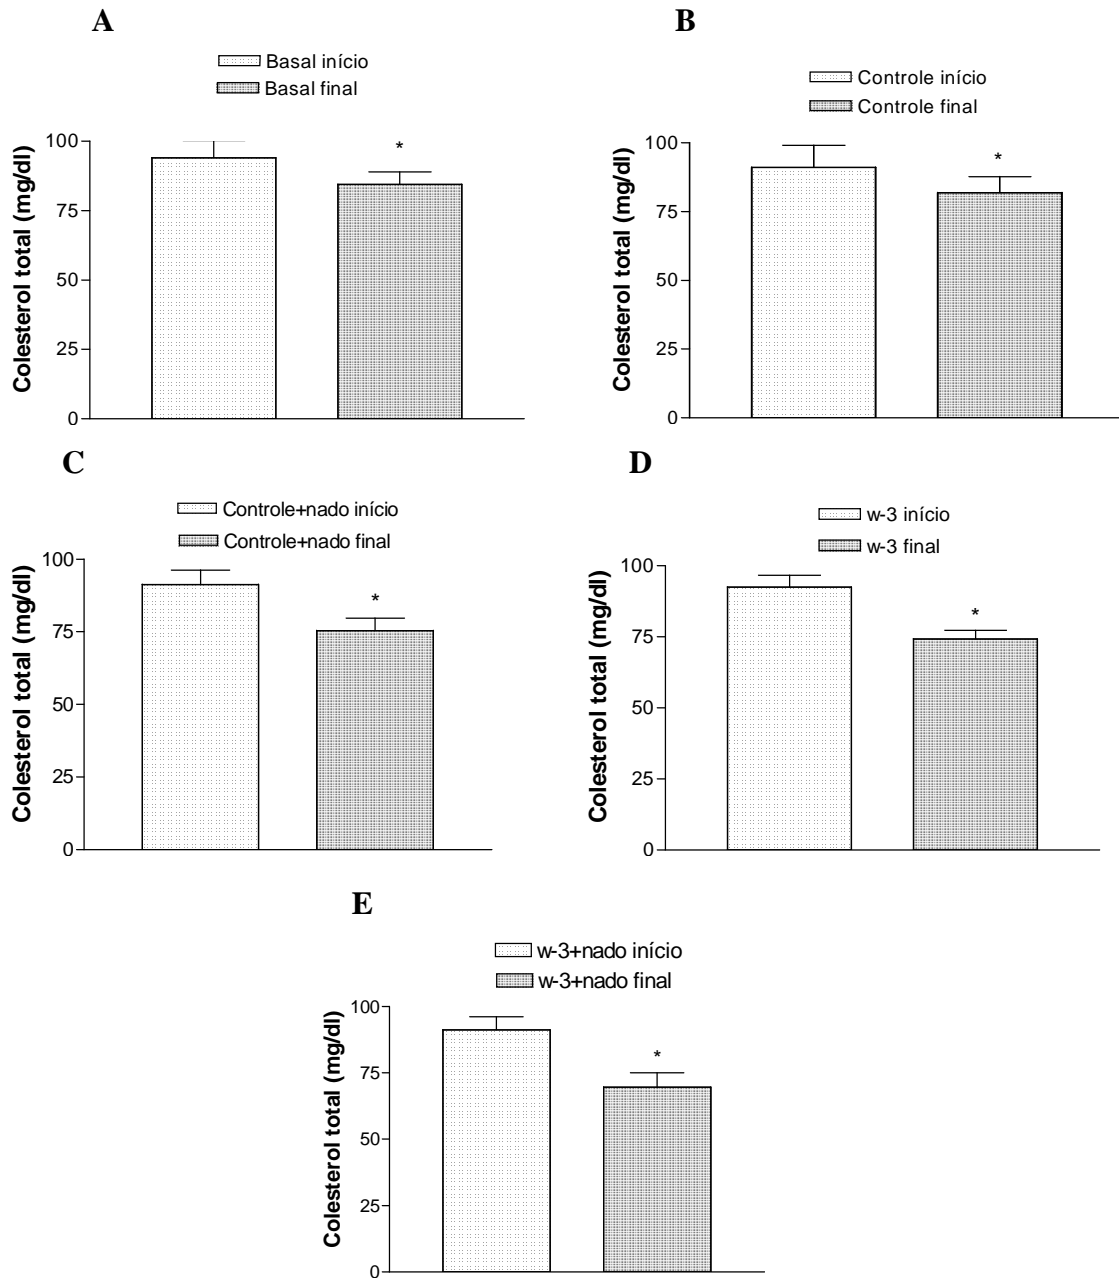 A
Basal início
Basal final
Colesterol total (mg/dl)
100
75
50
25
0
*
B
Controle início
Controle final
Colesterol total (mg/dl)
100
75
50
25
0
*
C
Controle+nado início
Controle+nado final
Colesterol total (mg/dl)
100
75
50
25
0
*
D
w-3 início
w-3 final
Colesterol total (mg/dl)
100
75
50
25
0
*
E
w-3+nado início
w-3+nado final
Colesterol total (mg/dl)
100
75
50
25
0
*